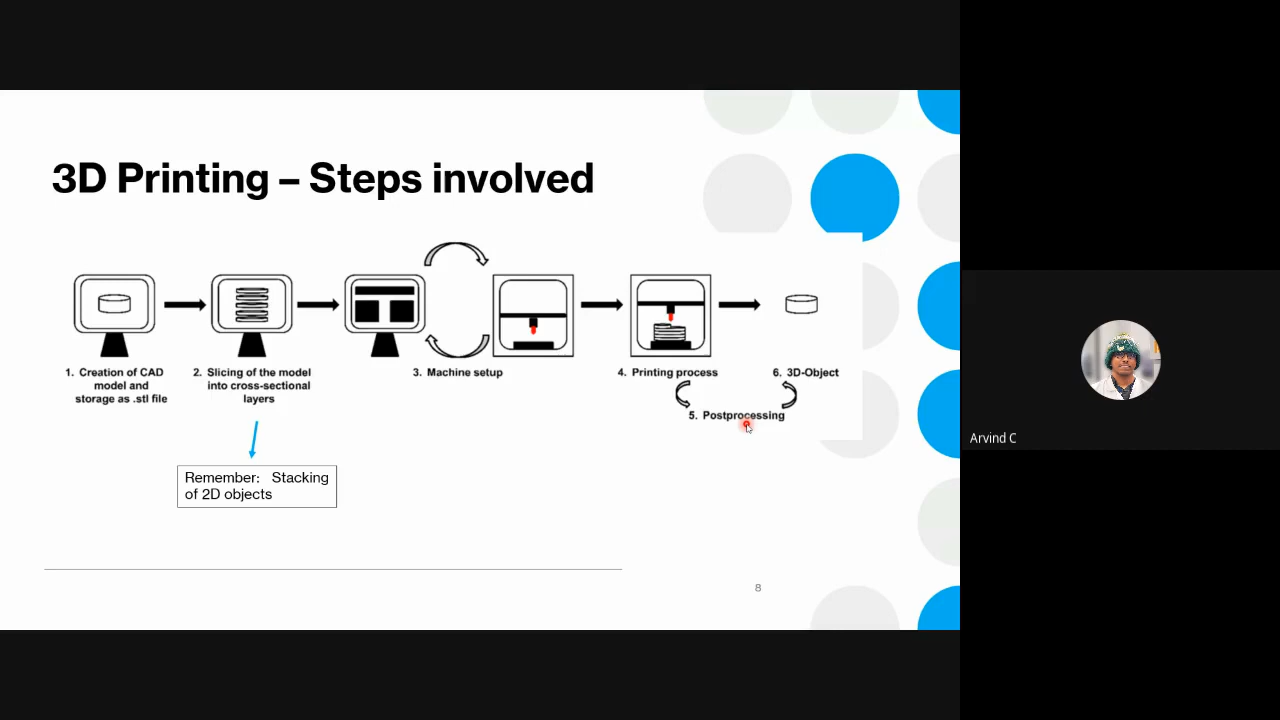 3D Printing – Steps involved
1. Creation of CAD
model and
storage as .stl file
2. Slicing of the model
into cross-sectional
layers
3. Machine setup
4. Printing process
6. 3D-Object
5. Postprocessing
Remember: Stacking
of 2D objects
8
Arvind C